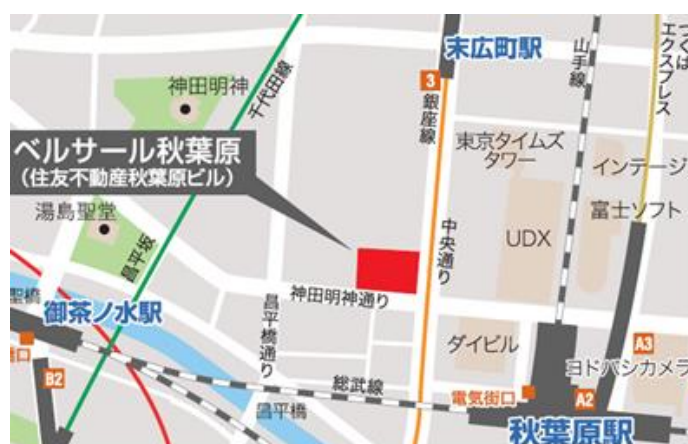 末広町駅
山手線
つくば
エクスプレス
神田明神
千代田線
3
銀座線
東京タイムズ
タワー
インテージ
ベルサール秋葉原
(住友不動産秋葉原ビル)
富士ソフト
湯島聖堂
昌平坂
中央通り
UDX
神田明神通り
聖橋
御茶ノ水駅
昌平橋通り
ダイビル
A3
ヨドバシカメラ
B2
総武線
電気街口
A2
昌平橋
秋葉原駅